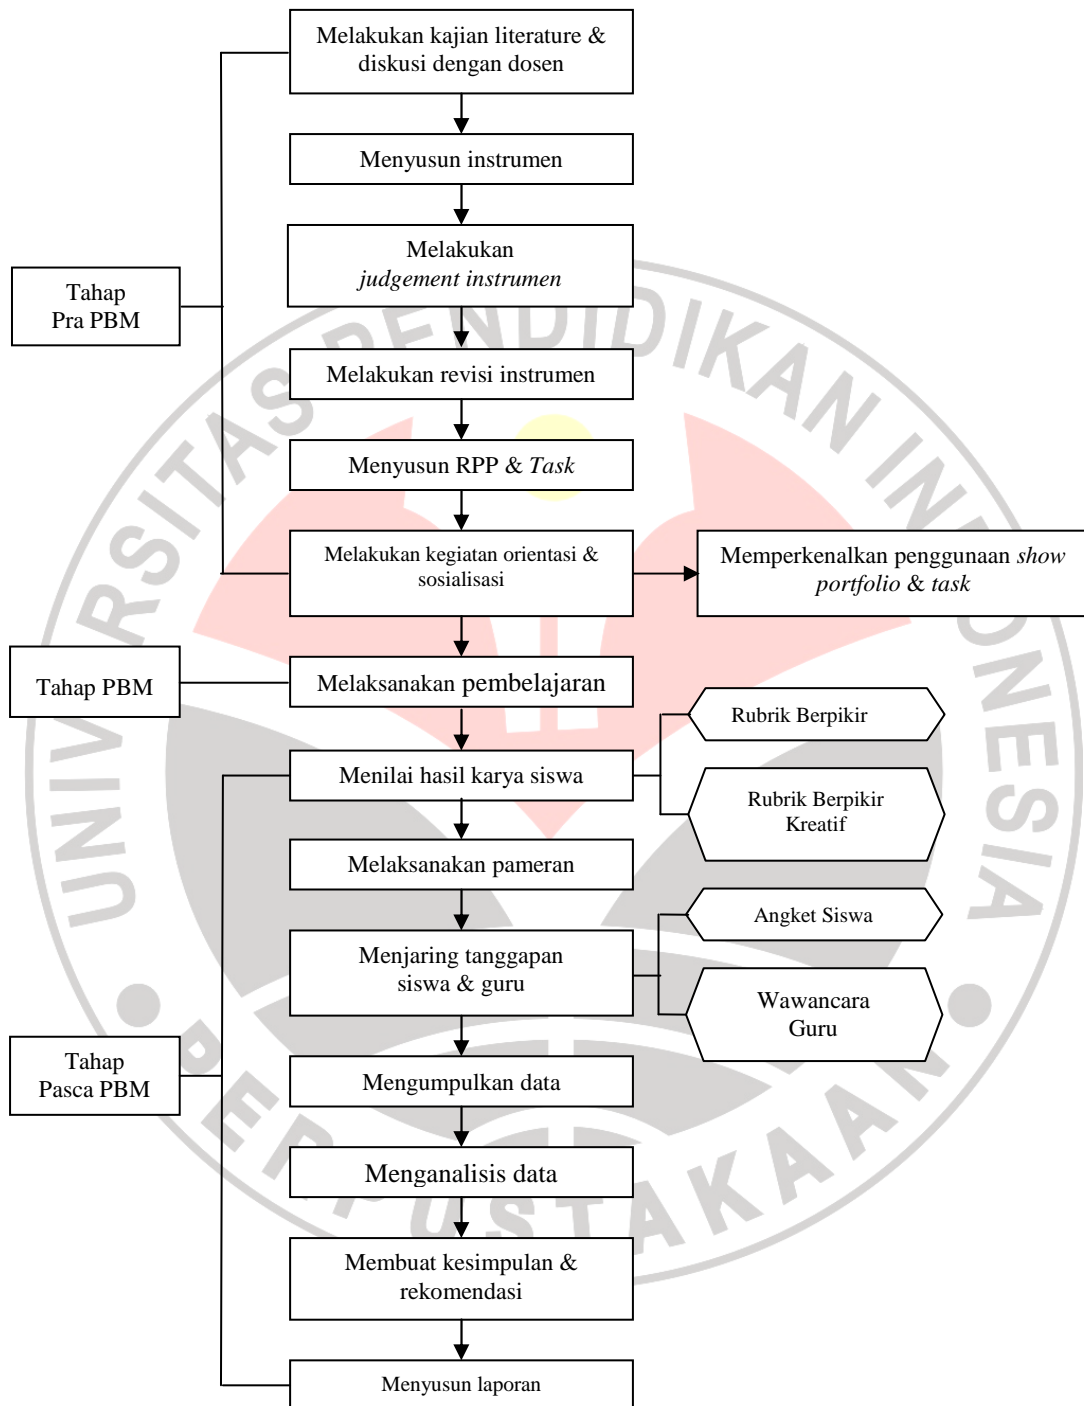 Melakukan kajian literature &
diskusi dengan dosen
Menyusun instrumen
Melakukan
judgement instrumen
Tahap
Pra PBM
Melakukan revisi instrumen
Menyusun RPP & Task
Melakukan kegiatan orientasi &
sosialisasi
Memperkenalkan penggunaan show
portfolio & task
Tahap PBM
Melaksanakan pembelajaran
Rubrik Berpikir
Menilai hasil karya siswa
Rubrik Berpikir
Kreatif
Melaksanakan pameran
Angket Siswa
Menjaring tanggapan
siswa & guru
Wawancara
Guru
Tahap
Pasca PBM
Mengumpulkan data
Menganalisis data
Membuat kesimpulan &
rekomendasi
Menyusun laporan
UNIVERSITAS PENDIDIKAN INDONESIA
PERPUSTAKAAN